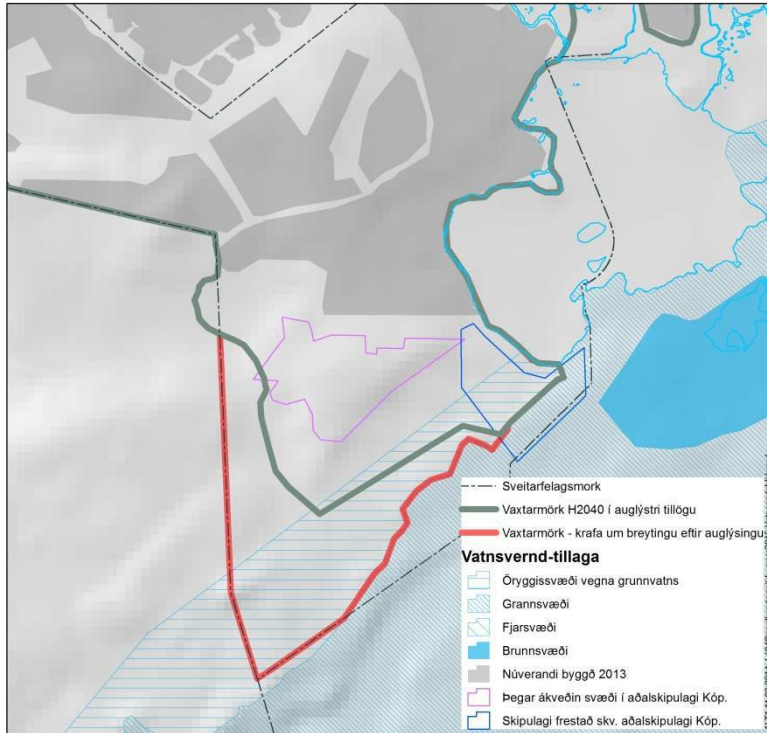 Sveitarfelagsmork
Vaxtarmörk H2040 í auglýstri tillögu
Vaxtarmörk - krafa um breytingu eftir auglýsingu
Vatnsvernd-tillaga
Öryggissvæði vegna grunnvatns
Grannsvæði
Fjarsvæði
Brunnsvæði
Núverandi byggð 2013
Þegar ákveðin svæði í aðalskipulagi Kóp.
Skipulagi frestað skv. aðalskipulagi Kóp.